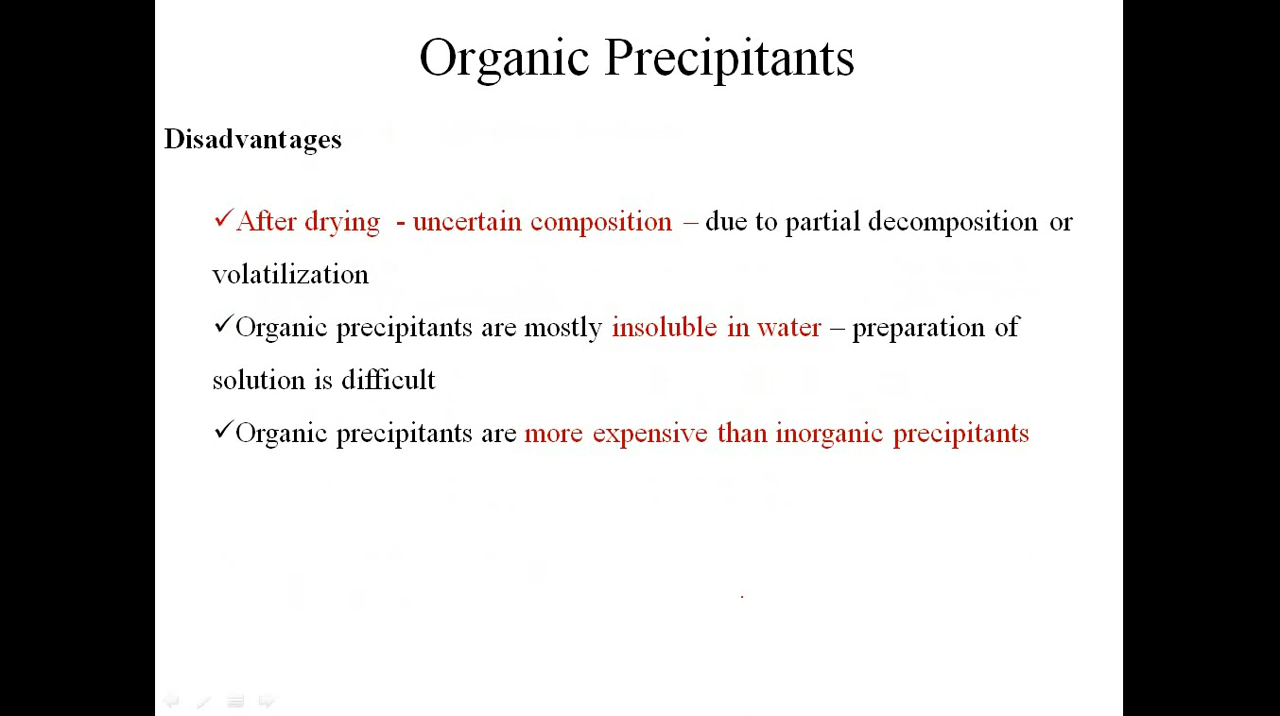 Organic Precipitants
Disadvantages
✓After drying - uncertain composition – due to partial decomposition or
volatilization
✓Organic precipitants are mostly insoluble in water – preparation of
solution is difficult
✓Organic precipitants are more expensive than inorganic precipitants